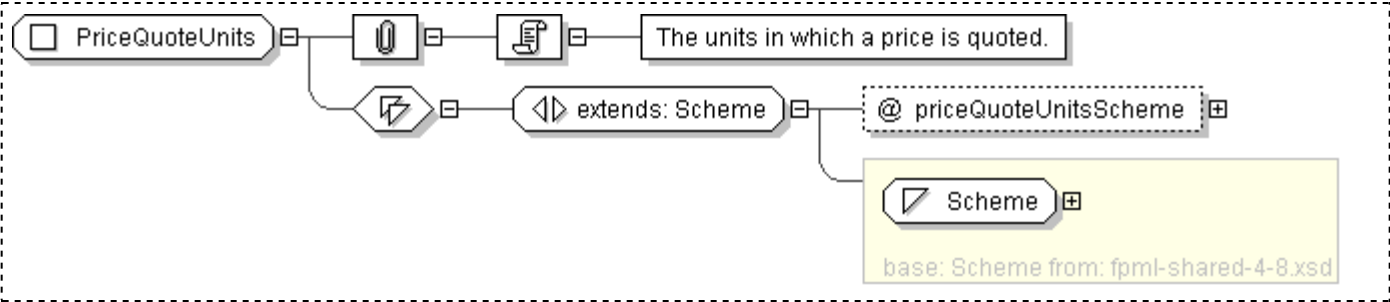 PriceQuoteUnits
The units in which a price is quoted.
extends: Scheme
@ priceQuoteUnitsScheme
Scheme
base: Scheme from: fpml-shared-4-8.xsd